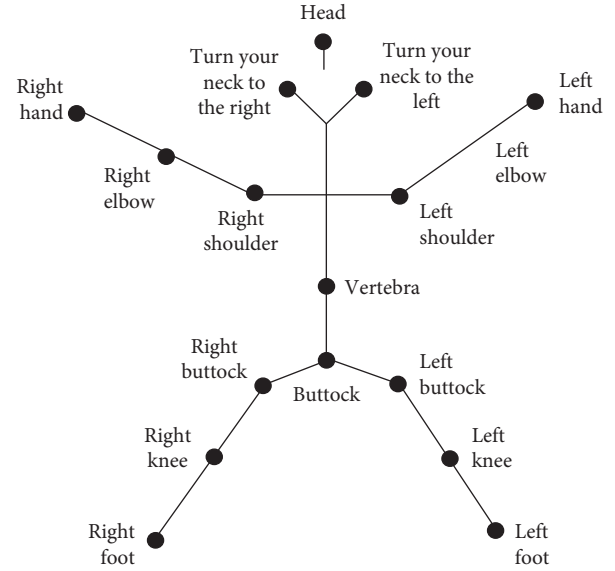 Head
Turn your
neck to
the right
Turn your
neck to the
left
Right
hand
Left
hand
Right
elbow
Left
elbow
Right
shoulder
Left
shoulder
Vertebra
Right
buttock
Buttock
Left
buttock
Right
knee
Left
knee
Right
foot
Left
foot